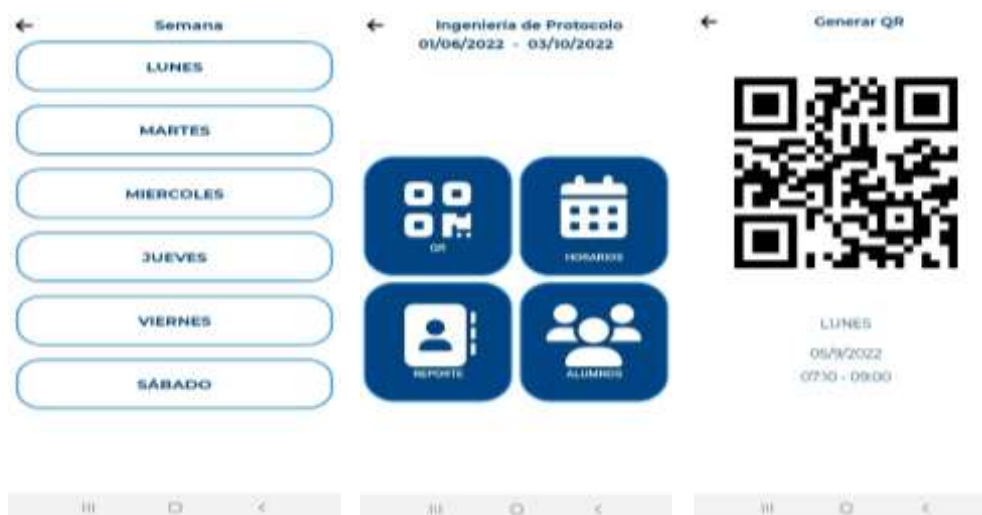 Semana
LUNES
MARTES
MIERCOLES
JUEVES
VIERNES
SÁBADO
Ingeniería de Protocolo
01/06/2022 - 03/10/2022
QR
HORARIOS
REPORTE
ALUMNOS
Generar QR
LUNES
05/9/2022
07:10 - 09:00